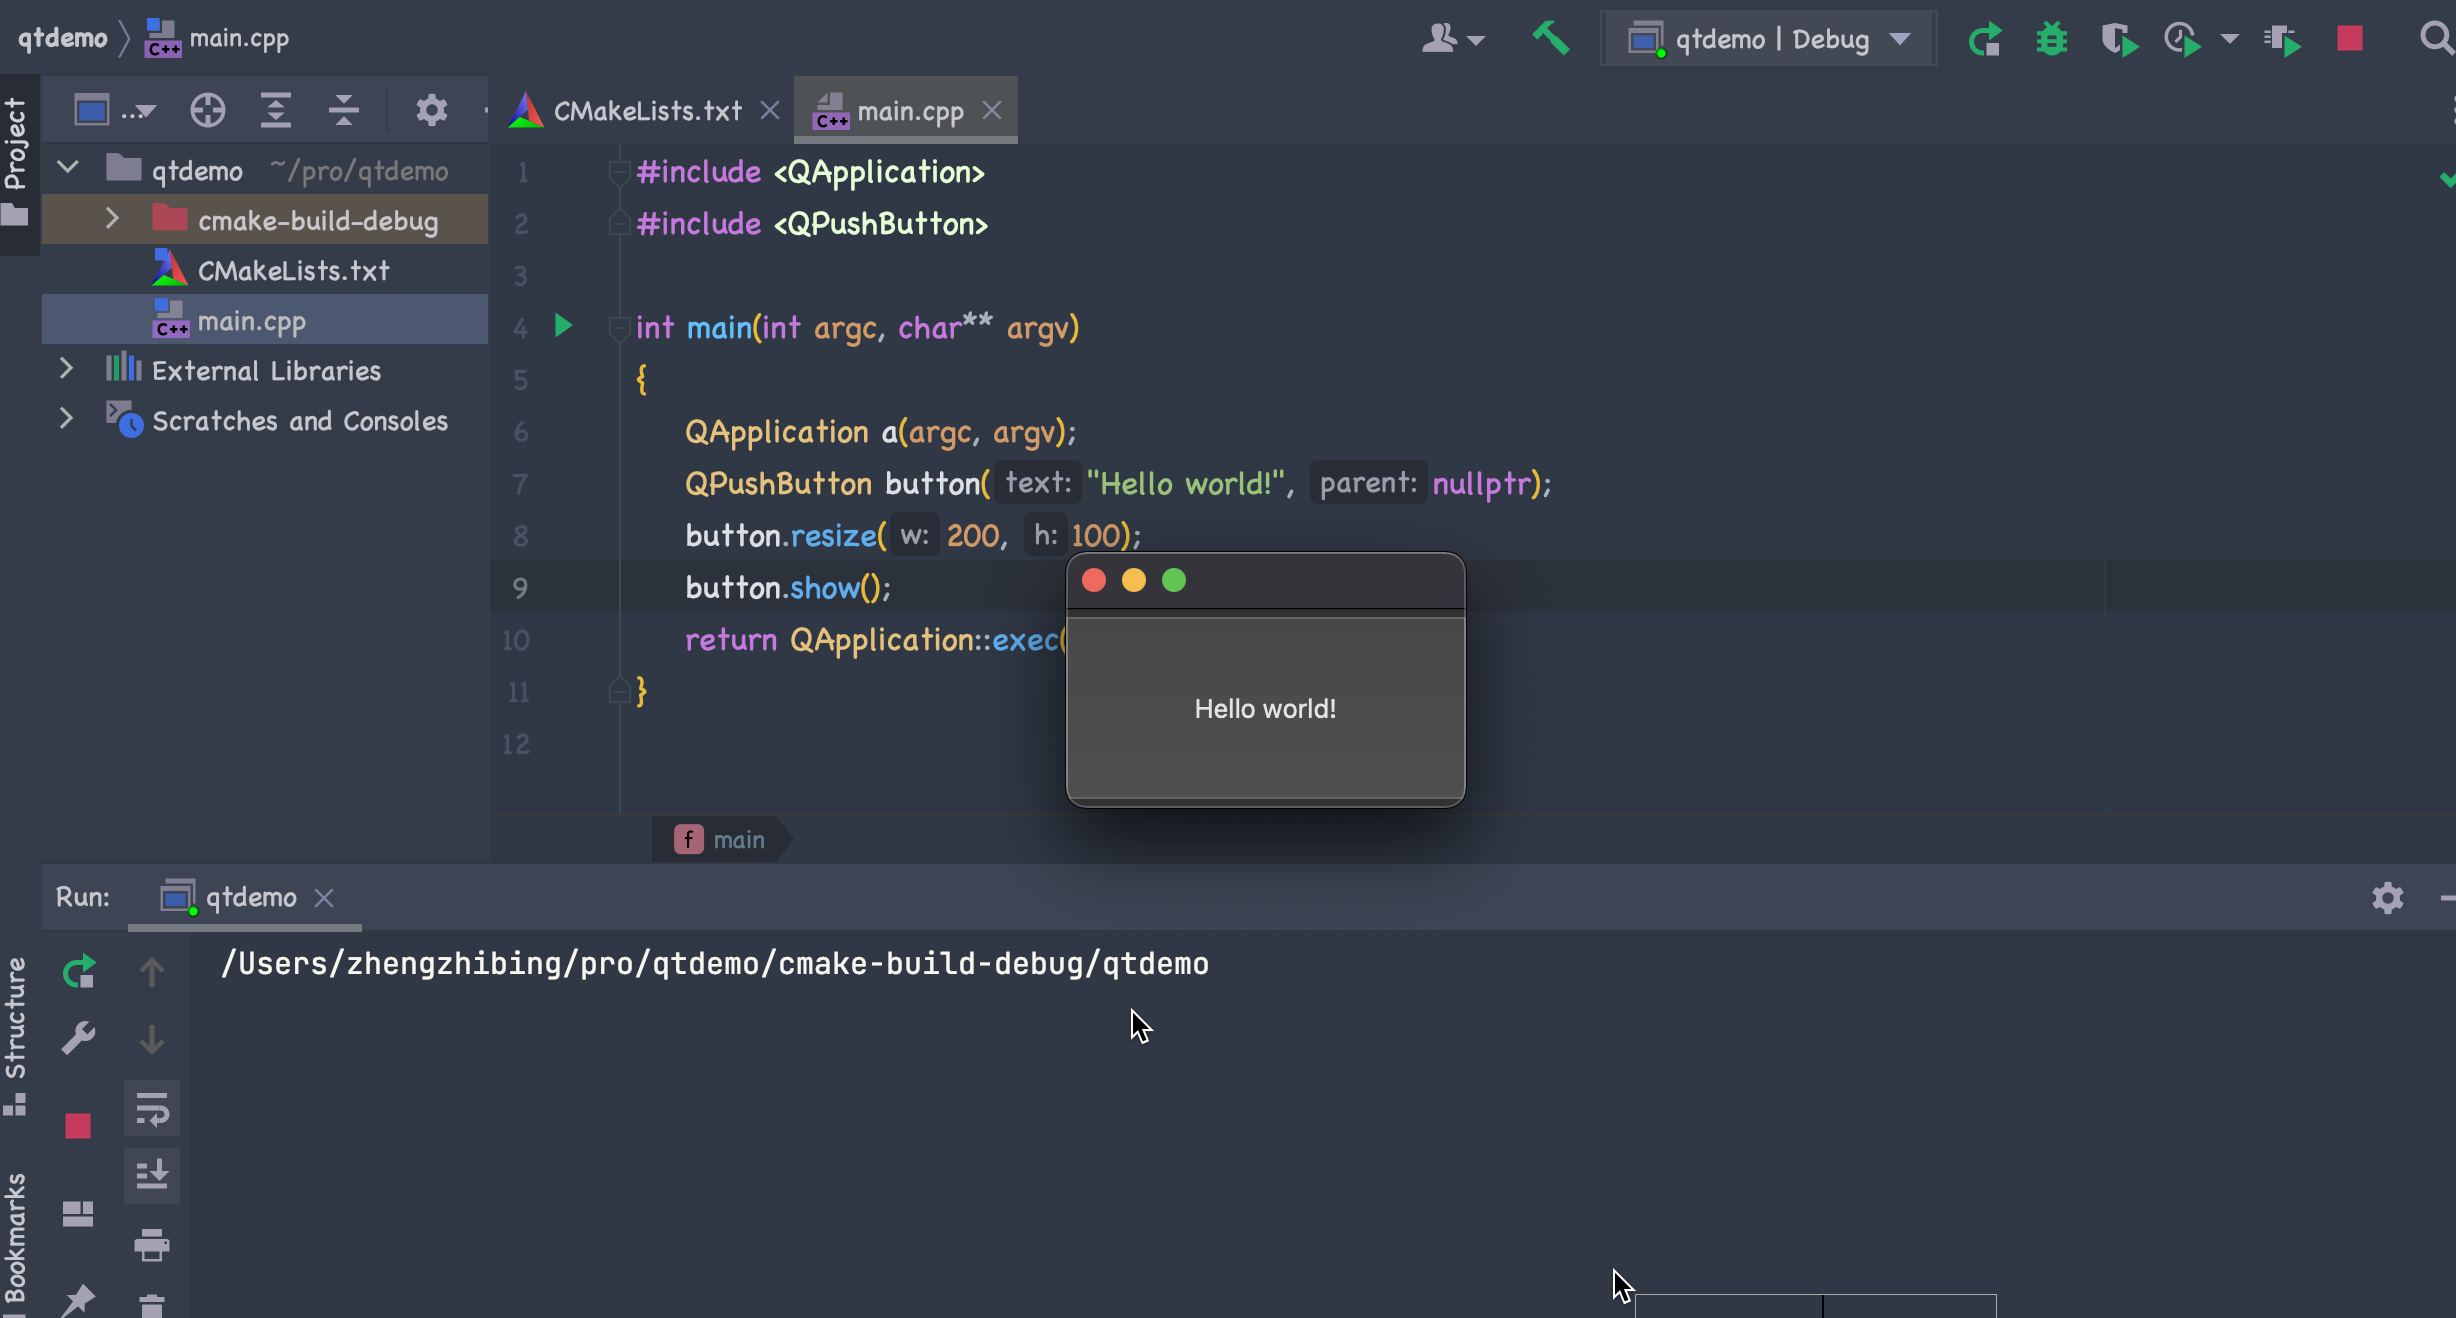 qtdemo main.cpp
qtdemo | Debug
Project
...
CMakeLists.txt
main.cpp
qtdemo ~/pro/qtdemo
cmake-build-debug
CMakeLists.txt
main.cpp
External Libraries
Scratches and Consoles
1 #include <QApplication>
2 #include <QPushButton>
3
4 int main(int argc, char** argv)
5 {
6 QApplication a(argc, argv);
7 QPushButton button( text: "Hello world!", parent: nullptr);
8 button.resize( w: 200, h: 100);
9 button.show();
10 return QApplication::exec(
11 }
12
Hello world!
f main
Run: qtdemo
/Users/zhengzhibing/pro/qtdemo/cmake-build-debug/qtdemo
Structure
Bookmarks